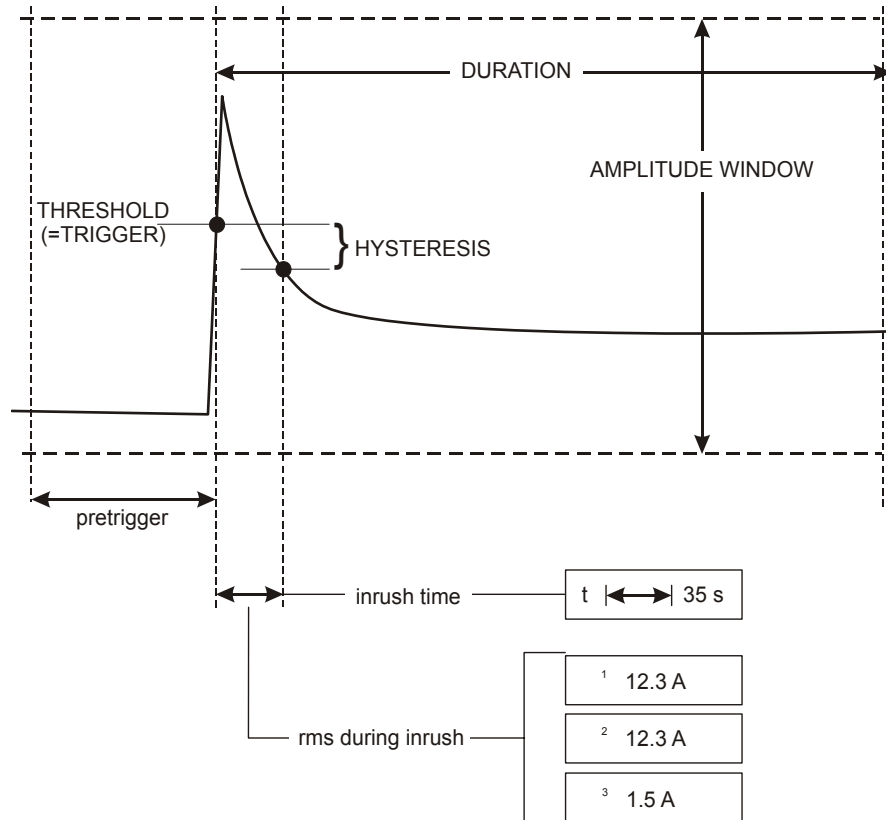 DURATION
AMPLITUDE WINDOW
THRESHOLD
(=TRIGGER)
} HYSTERESIS
pretrigger
inrush time
t 35 s
1 12.3 A
rms during inrush
2 12.3 A
3 1.5 A